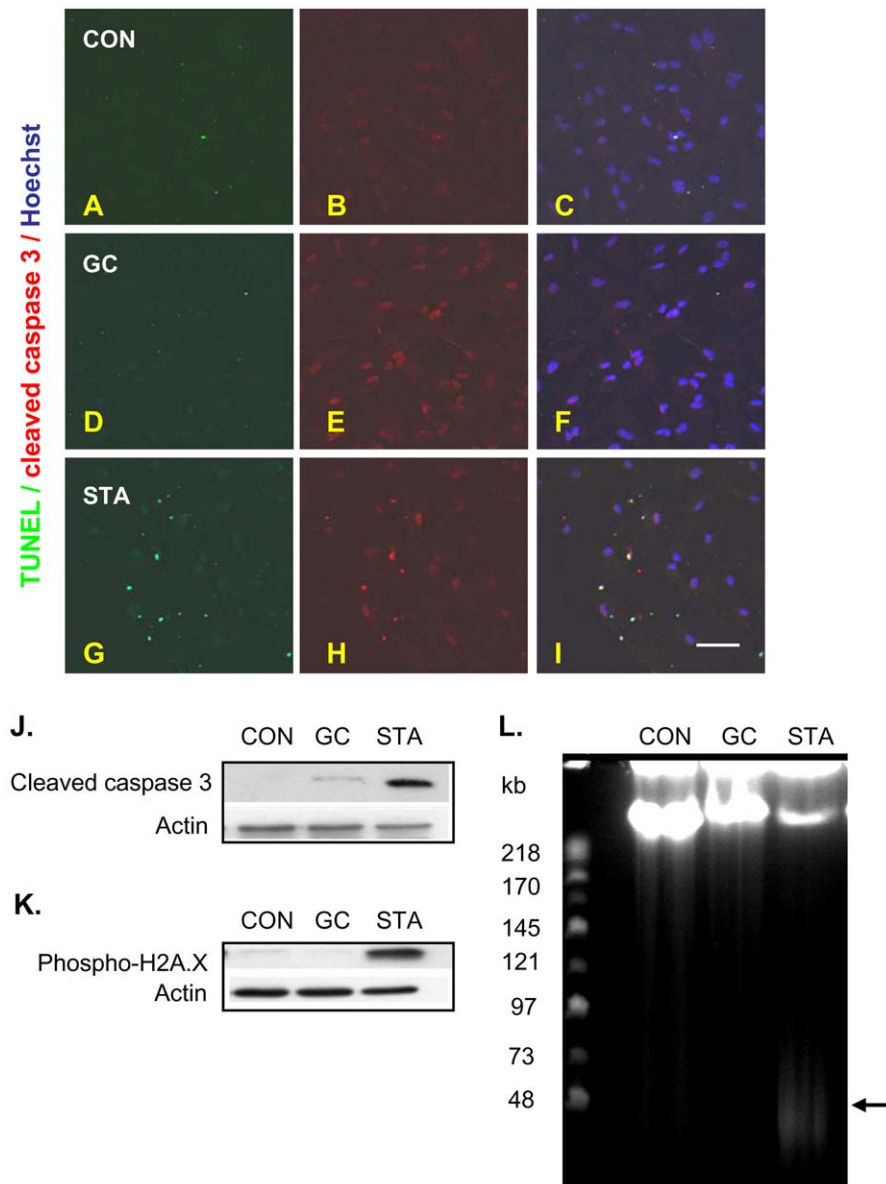 TUNEL / cleaved caspase 3 / Hoechst
CON
A
B
C
GC
D
E
F
STA
G
H
I
J.
CON GC STA
Cleaved caspase 3
Actin
K.
CON GC STA
Phospho-H2A.X
Actin
L.
CON GC STA
kb
218
170
145
121
97
73
48